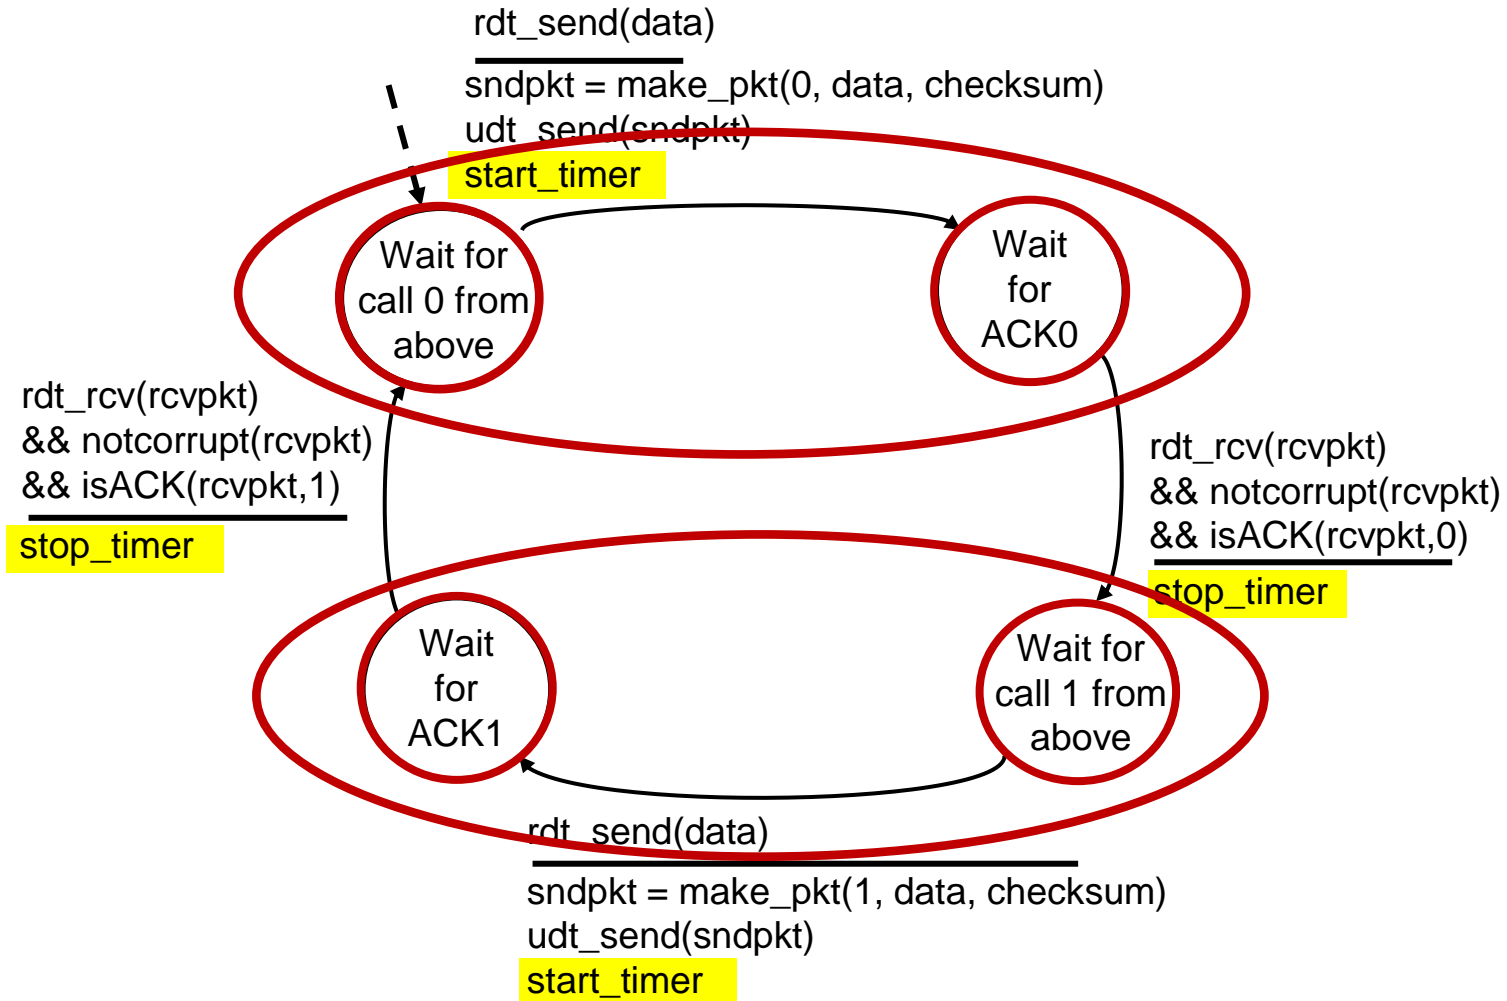 rdt_send(data)
sndpkt = make_pkt(0, data, checksum)
udt_send(sndpkt)
start_timer
Wait for
call 0 from
above
Wait
for
ACK0
rdt_rcv(rcvpkt)
&& notcorrupt(rcvpkt)
&& isACK(rcvpkt,1)
stop_timer
rdt_rcv(rcvpkt)
&& notcorrupt(rcvpkt)
&& isACK(rcvpkt,0)
stop_timer
Wait
for
ACK1
Wait for
call 1 from
above
rdt_send(data)
sndpkt = make_pkt(1, data, checksum)
udt_send(sndpkt)
start_timer